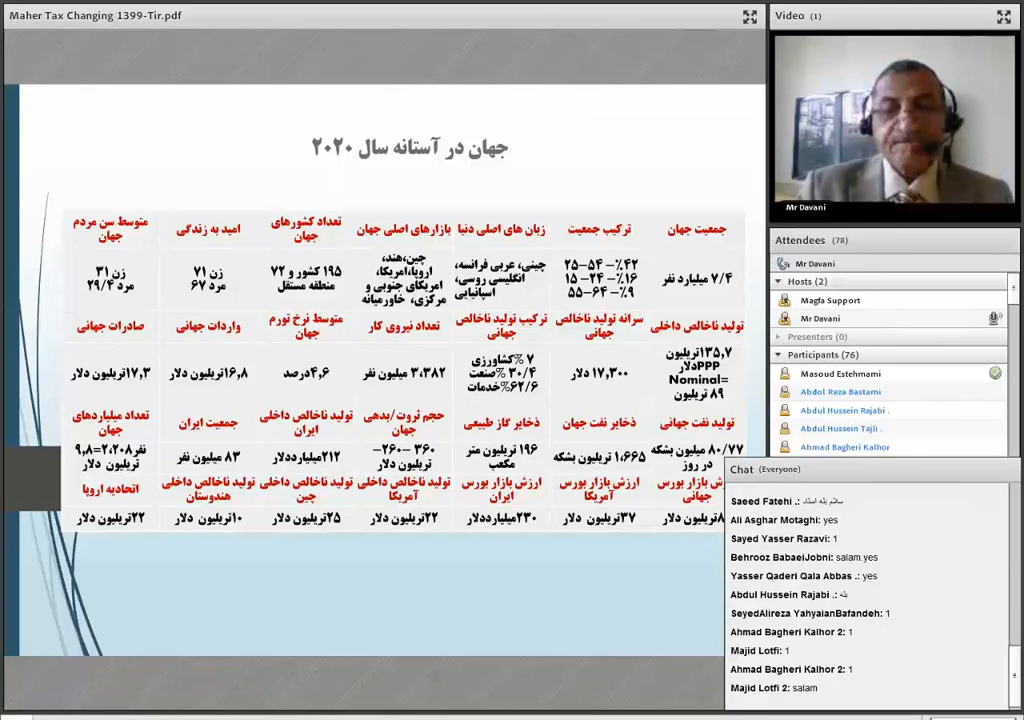 Maher Tax Changing 1399-Tir.pdf
جهان در آستانه سال ۲۰۲۰
جمعیت جهان
ترکیب جمعیت
زبان های اصلی دنیا
بازارهای اصلی جهان
تعداد کشورهای جهان
امید به زندگی
متوسط سن مردم جهان
۷/۴ میلیارد نفر
۴۲٪- ۵۴-۲۵
۱۶٪- ۲۴-۱۵
۹٪- ۶۴-۵۵
چینی، عربی فرانسه،
انگلیسی روسی،
اسپانیایی
چین،هند،
اروپا،امریکا،
امریکای جنوبی و
مرکزی، خاورمیانه
۱۹۵ کشور و ۷۲
منطقه مستقل
زن ۷۱
مرد ۶۷
زن ۳۱
مرد ۲۹/۴
تولید ناخالص داخلی
سرانه تولید ناخالص جهانی
ترکیب تولید ناخالص جهانی
تعداد نیروی کار
متوسط نرخ تورم جهان
واردات جهانی
صادرات جهانی
۱۳۵,۷تریلیون
دلارPPP
Nominal=
۸۹ تریلیون
۱۷,۳۰۰ دلار
۷ %کشاورزی
۳۰/۴ %صنعت
۶۲/۶%خدمات
۳،۳۸۲ میلیون نفر
۴,۶درصد
۱۶,۸تریلیون دلار
۱۷,۳تریلیون دلار
تولید نفت جهانی
ذخایر نفت جهان
ذخایر گاز طبیعی
حجم ثروت/بدهی جهان
تولید ناخالص داخلی ایران
جمعیت ایران
تعداد میلیاردهای جهان
۸۰/۷۷ میلیون بشکه
در روز
۱,۶۶۵ تریلیون بشکه
۱۹۶ تریلیون متر
مکعب
۳۶۰ -۲۶۰-
تریلیون دلار
۲۱۲میلیارددلار
۸۳ میلیون نفر
نفر۲,۲۰۸=۹,۸
تریلیون دلار
ارزش بازار بورس
جهانی
ارزش بازار بورس آمریکا
ارزش بازار بورس ایران
تولید ناخالص داخلی آمریکا
تولید ناخالص داخلی چین
تولید ناخالص داخلی هندوستان
اتحادیه اروپا
تریلیون دلار
۳۷تریلیون دلار
۲۳۰میلیارددلار
۲۲تریلیون دلار
۲۵تریلیون دلار
۱۰تریلیون دلار
۲۲تریلیون دلار
Video (1)
Mr Davani
Attendees (78)
Mr Davani
Hosts (2)
Magfa Support
Mr Davani
Presenters (0)
Participants (76)
Masoud Estehmami
Abdol Reza Bastami
Abdul Hussein Rajabi .
Abdul Hussein Tajli .
Ahmad Bagheri Kalhor
Chat (Everyone)
Saeed Fatehi .: سلام بله استاد
Ali Asghar Motaghi: yes
Sayed Yasser Razavi: 1
Behrooz BabaeiJobni: salam.yes
Yasser Qaderi Qala Abbas .: yes
Abdul Hussein Rajabi .: بله
SeyedAlireza YahyaianBafandeh: 1
Ahmad Bagheri Kalhor 2: 1
Majid Lotfi: 1
Ahmad Bagheri Kalhor 2: 1
Majid Lotfi 2: salam